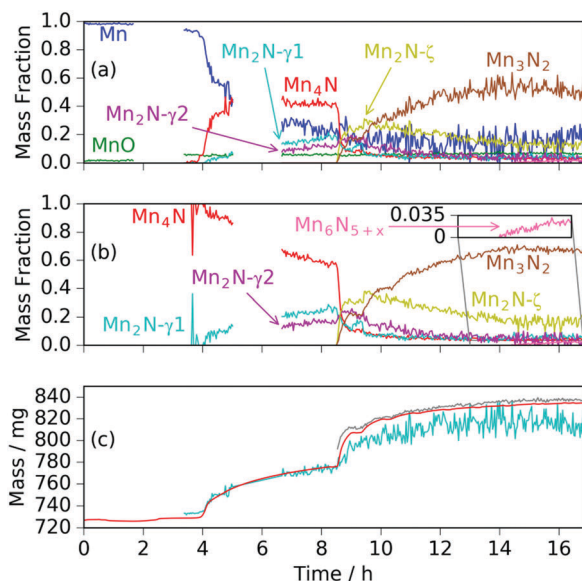 Mass Fraction
1.0
0.8
0.6
0.4
0.2
0.0
Mn
(a)
Mn₂N-γ1
Mn₂N-γ2
MnO
Mn₄N
Mn₂N-ζ
Mn₃N₂
Mass Fraction
1.0
0.8
0.6
0.4
0.2
0.0
(b)
Mn₄N
Mn₂N-γ2
Mn₂N-γ1
Mn₆N₅₊ₓ
0.035
0
Mn₃N₂
Mn₂N-ζ
Mass / mg
840
820
800
780
760
740
720
(c)
0 2 4 6 8 10 12 14 16
Time / h